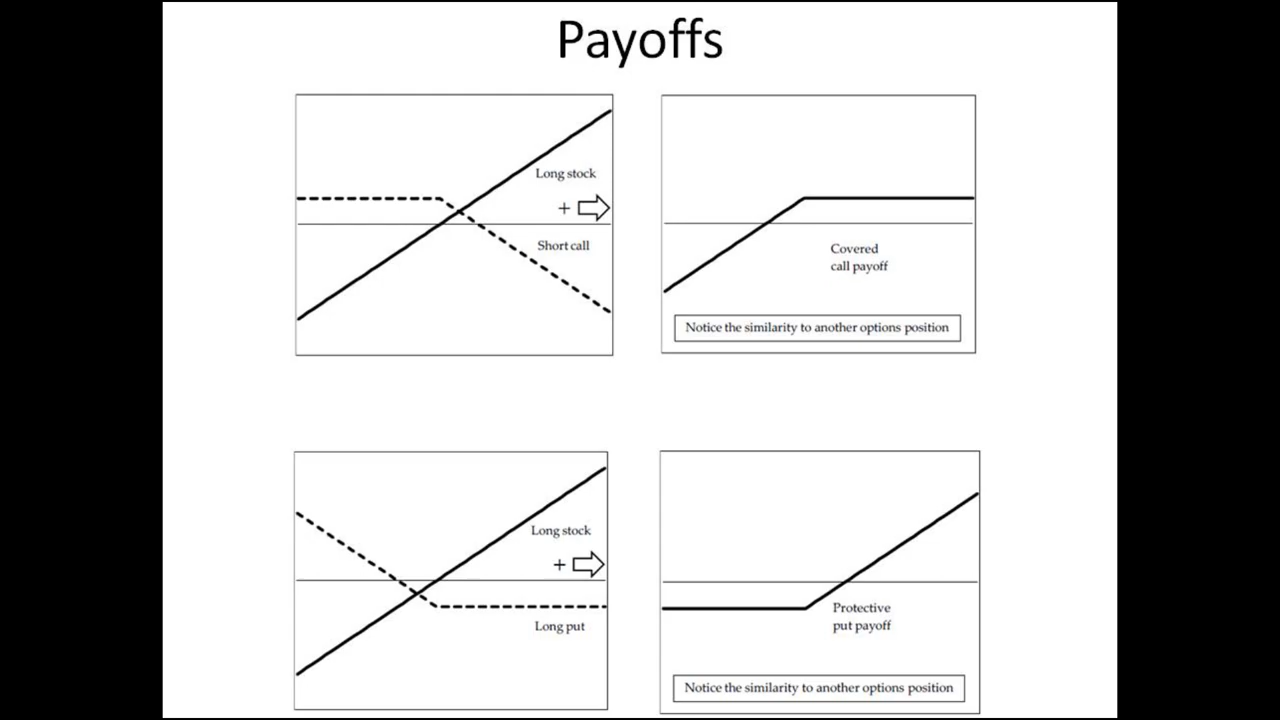 Payoffs
Long stock
+
Short call
Covered
call payoff
Notice the similarity to another options position
Long stock
+
Long put
Protective
put payoff
Notice the similarity to another options position